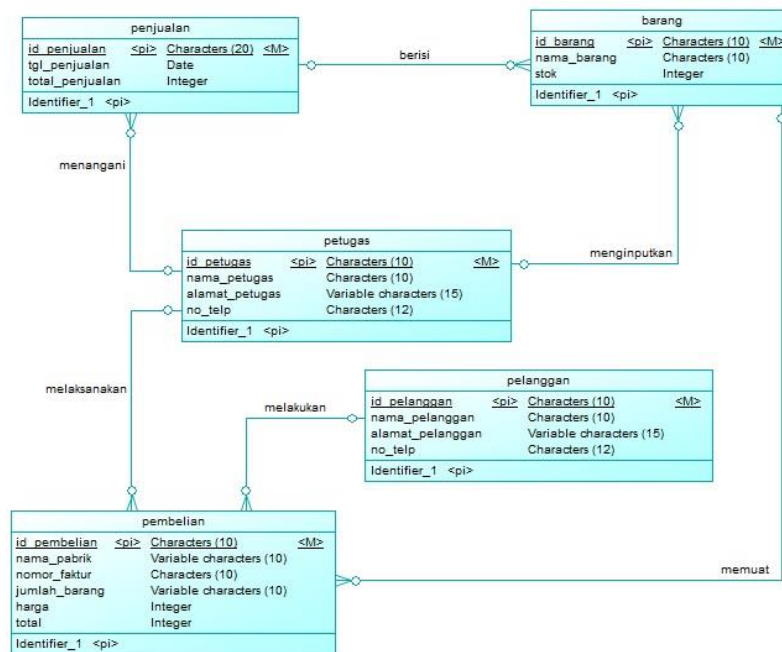 penjualan
id_penjualan <pi> Characters (20) <M>
tgl_penjualan Date
total_penjualan Integer
Identifier_1 <pi>
berisi
barang
id_barang <pi> Characters (10) <M>
nama_barang Characters (10)
stok Integer
Identifier_1 <pi>
menangani
menginputkan
petugas
id_petugas <pi> Characters (10) <M>
nama_petugas Characters (10)
alamat_petugas Variable characters (15)
no_telp Characters (12)
Identifier_1 <pi>
melaksanakan
melakukan
pelanggan
id_pelanggan <pi> Characters (10) <M>
nama_pelanggan Characters (10)
alamat_pelanggan Variable characters (15)
no_telp Characters (12)
Identifier_1 <pi>
pembelian
id_pembelian <pi> Characters (10) <M>
nama_pabrik Variable characters (10)
nomor_faktur Characters (10)
jumlah_barang Variable characters (10)
harga Integer
total Integer
Identifier_1 <pi>
memuat